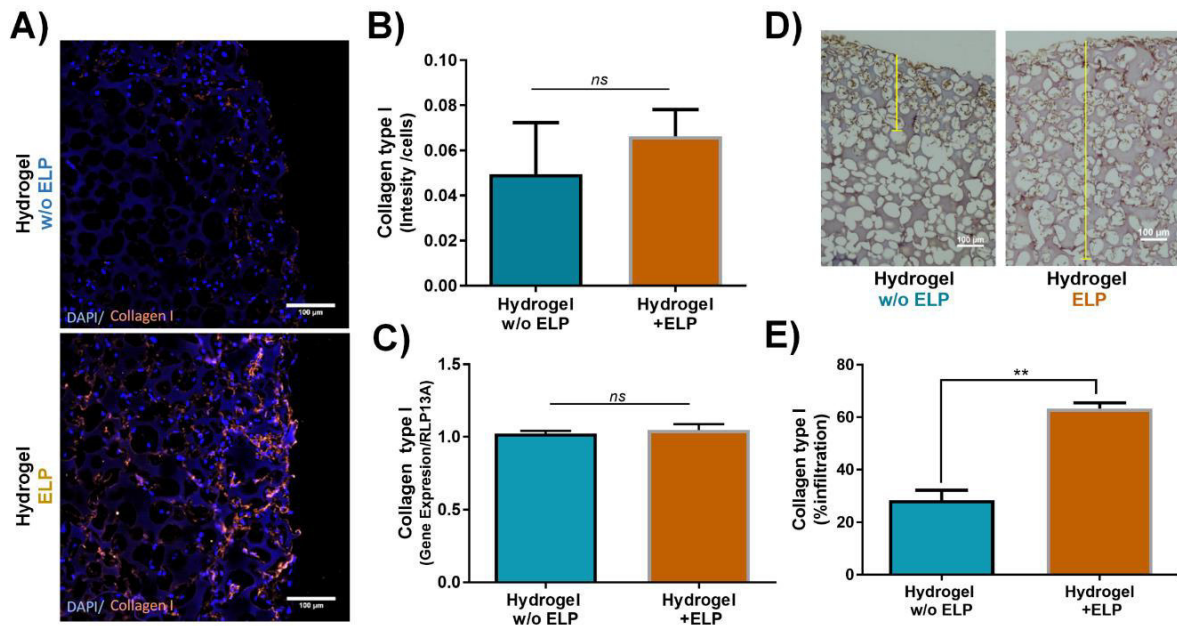 A)
Hydrogel
w/o ELP
DAPI/ Collagen I
100 µm
Hydrogel
ELP
DAPI/ Collagen I
100 µm
B)
Collagen type I
(Intesity /cells)
0.10
0.08
0.06
0.04
0.02
0.00
ns
Hydrogel
w/o ELP
Hydrogel
+ELP
C)
Collagen type I
(Gene Expresion/RLP13A)
1.5
1.0
0.5
0.0
ns
Hydrogel
w/o ELP
Hydrogel
+ELP
D)
100 µm
100 µm
Hydrogel
w/o ELP
Hydrogel
ELP
E)
Collagen type I
(%infiltration)
80
60
40
20
0
**
Hydrogel
w/o ELP
Hydrogel
+ELP